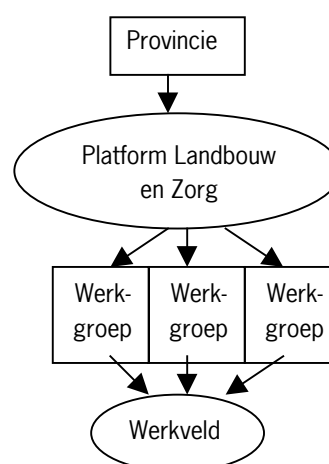 Provincie
Platform Landbouw
en Zorg
Werk-
groep
Werk-
groep
Werk-
groep
Werkveld